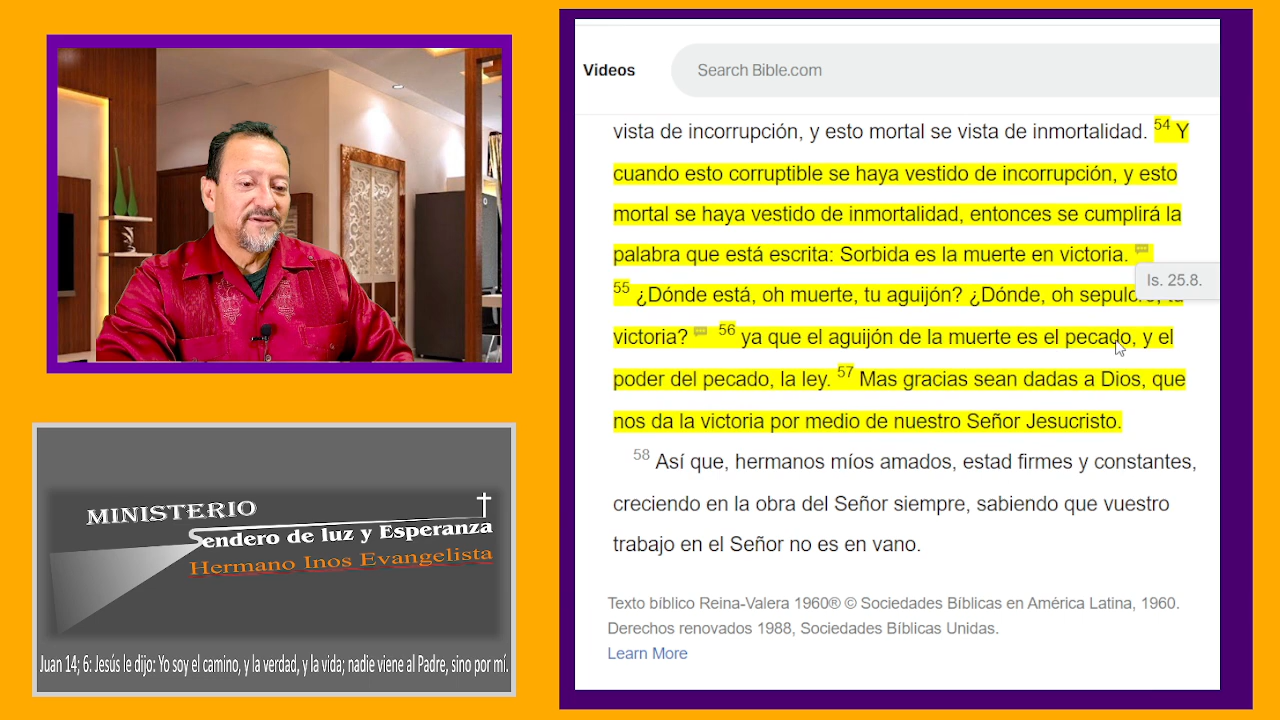 Videos
Search Bible.com
vista de incorrupción, y esto mortal se vista de inmortalidad. 54 Y
cuando esto corruptible se haya vestido de incorrupción, y esto
mortal se haya vestido de inmortalidad, entonces se cumplirá la
palabra que está escrita: Sorbida es la muerte en victoria.
Is. 25.8.
55 ¿Dónde está, oh muerte, tu aguijón? ¿Dónde, oh sepulcro, tu
victoria? 56 ya que el aguijón de la muerte es el pecado, y el
poder del pecado, la ley. 57 Mas gracias sean dadas a Dios, que
nos da la victoria por medio de nuestro Señor Jesucristo.
58 Así que, hermanos míos amados, estad firmes y constantes,
creciendo en la obra del Señor siempre, sabiendo que vuestro
trabajo en el Señor no es en vano.
Texto bíblico Reina-Valera 1960® © Sociedades Bíblicas en América Latina, 1960.
Derechos renovados 1988, Sociedades Bíblicas Unidas.
Learn More
MINISTERIO
Sendero de luz y Esperanza
Hermano Inos Evangelista
Juan 14; 6: Jesús le dijo: Yo soy el camino, y la verdad, y la vida; nadie viene al Padre, sino por mí.